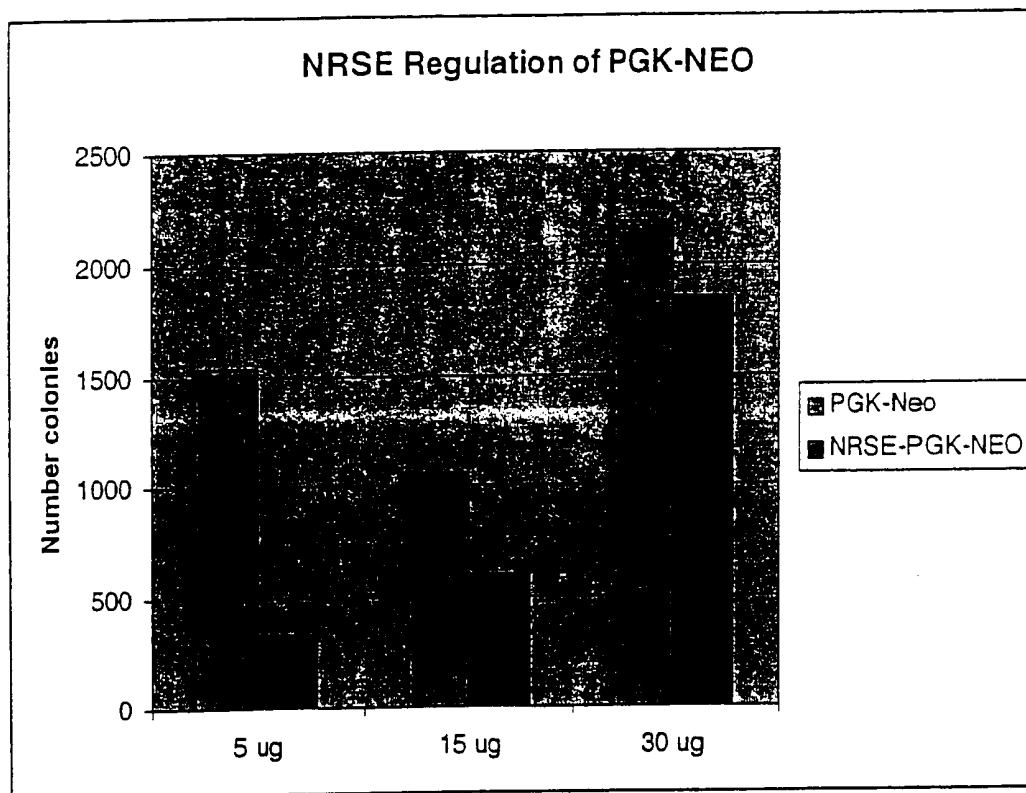 NRSE Regulation of PGK-NEO
2500
2000
1500
1000
500
0
Number colonies
5 ug
15 ug
30 ug
PGK-Neo
NRSE-PGK-NEO